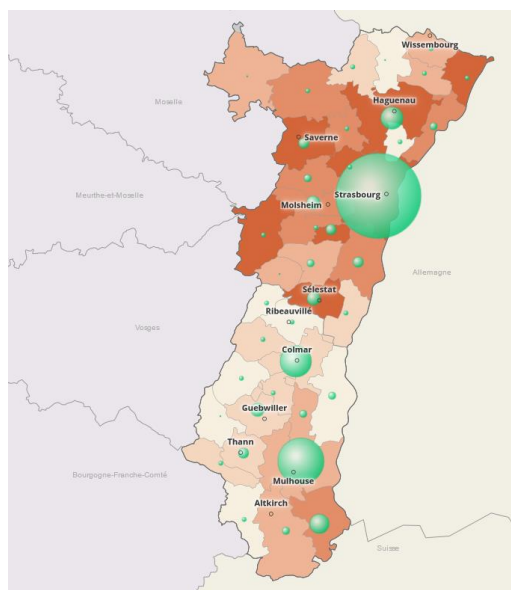 Wissembourg
Moselle
Haguenau
Saverne
Meurthe-et-Moselle
Strasbourg
Molsheim
Allemagne
Sélestat
Ribeauvillé
Vosges
Colmar
Guebwiller
Thann
Bourgogne-Franche-Comté
Mulhouse
Altkirch
Suisse